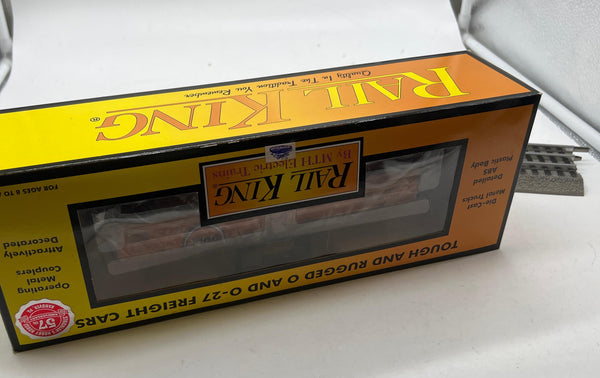 RAIL KING®
Quality In The Tradition You Remember
RAIL KING®
By MTH Electric Trains
TOUGH AND RUGGED O AND O-27 FREIGHT CARS
Die-Cast
Metal Trucks
Detailed
ABS
Plastic Body
Operating
Metal
Couplers
Attractively
Decorated
FOR AGES 8 TO
57